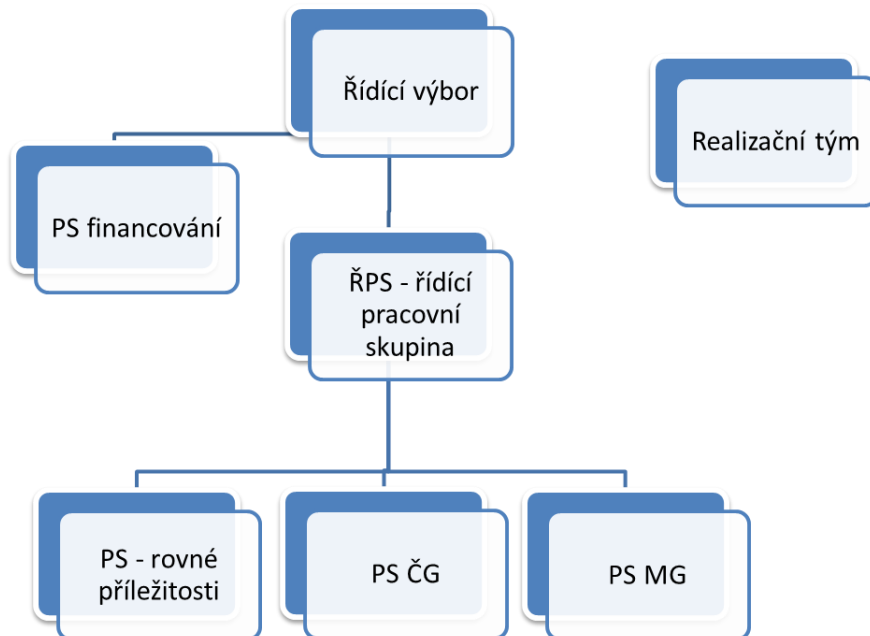 Řídící výbor
Realizační tým
PS financování
ŘPS - řídící
pracovní
skupina
PS - rovné
příležitosti
PS ČG
PS MG